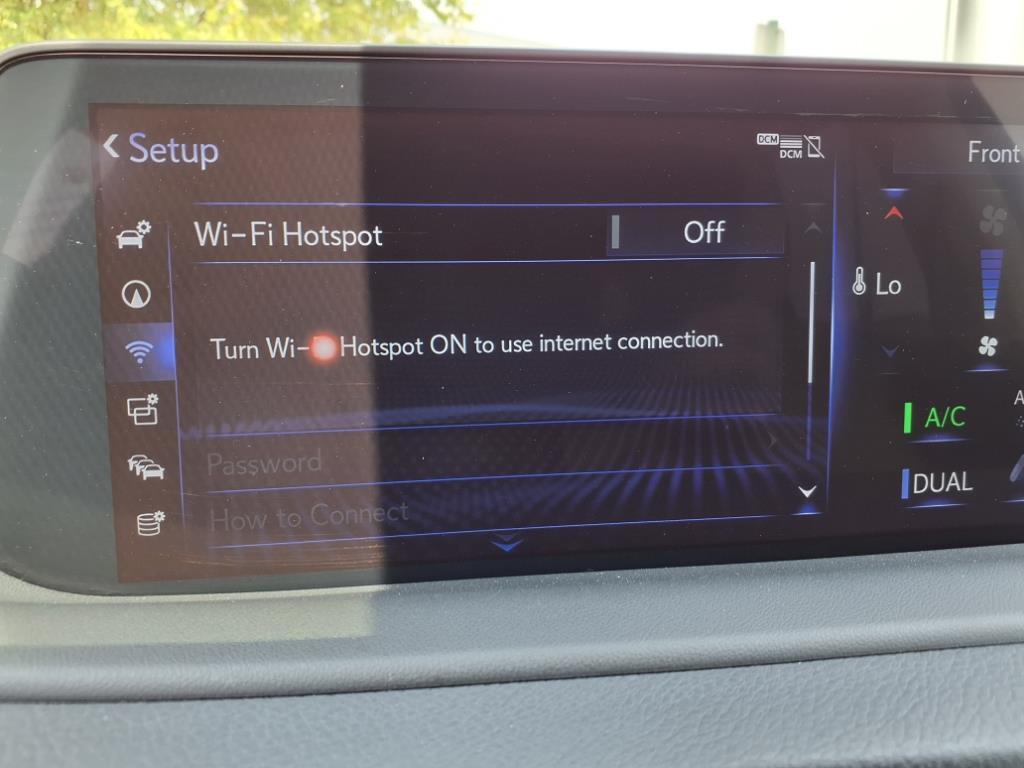 Setup
DCM
DCM
Front
Wi-Fi Hotspot
Off
Lo
Turn Wi- Hotspot ON to use internet connection.
A/C
A
Password
DUAL
How to Connect